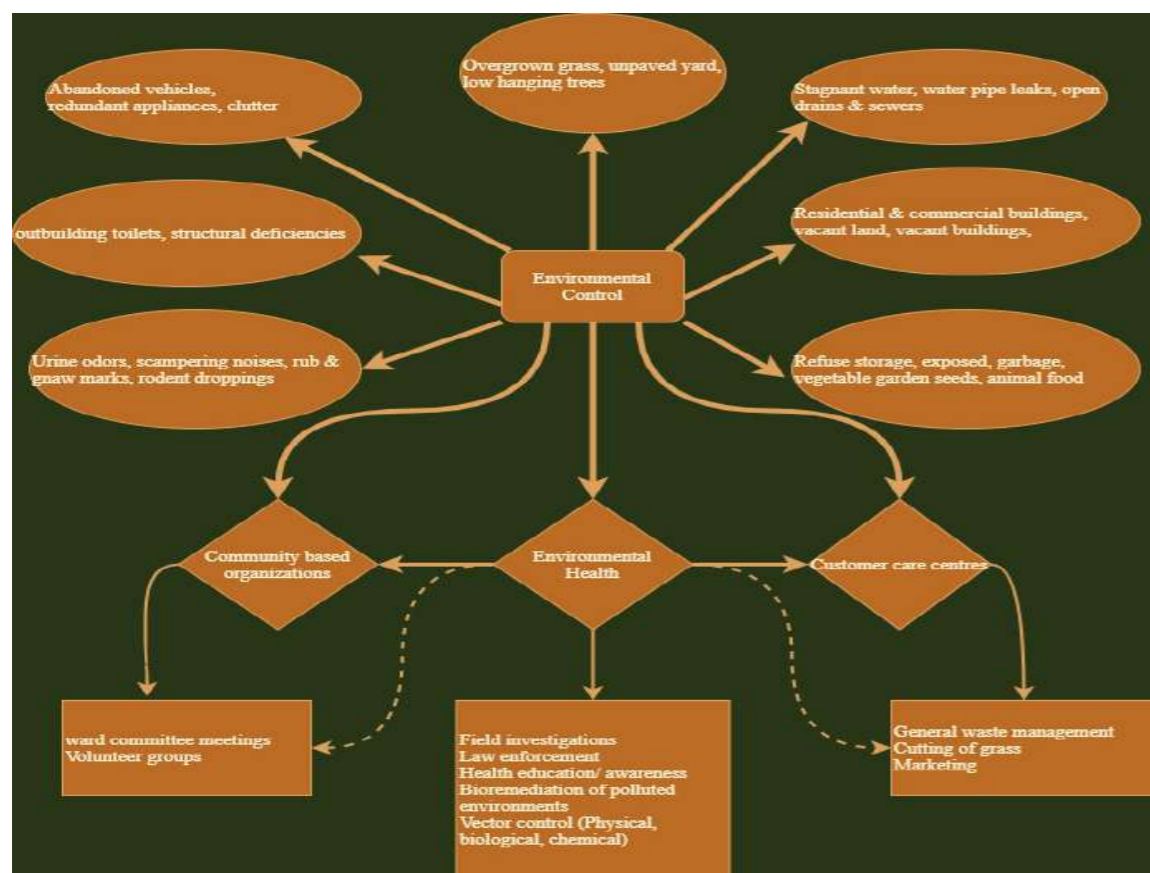 Overgrown grass, unpaved yard,
low hanging trees
Abandoned vehicles,
redundant appliances, clutter
Stagnant water, water pipe leaks, open
drains & sewers
outbuilding toilets, structural deficiencies
Residential & commercial buildings,
vacant land, vacant buildings,
Environmental
Control
Urine odors, scampering noises, rub &
gnaw marks, rodent droppings
Refuse storage, exposed, garbage,
vegetable garden seeds, animal food
Community based
organizations
Environmental
Health
Customer care centres
ward committee meetings
Volunteer groups
Field investigations
Law enforcement
Health education/ awareness
Bioremediation of polluted
environments
Vector control (Physical,
biological, chemical)
General waste management
Cutting of grass
Marketing